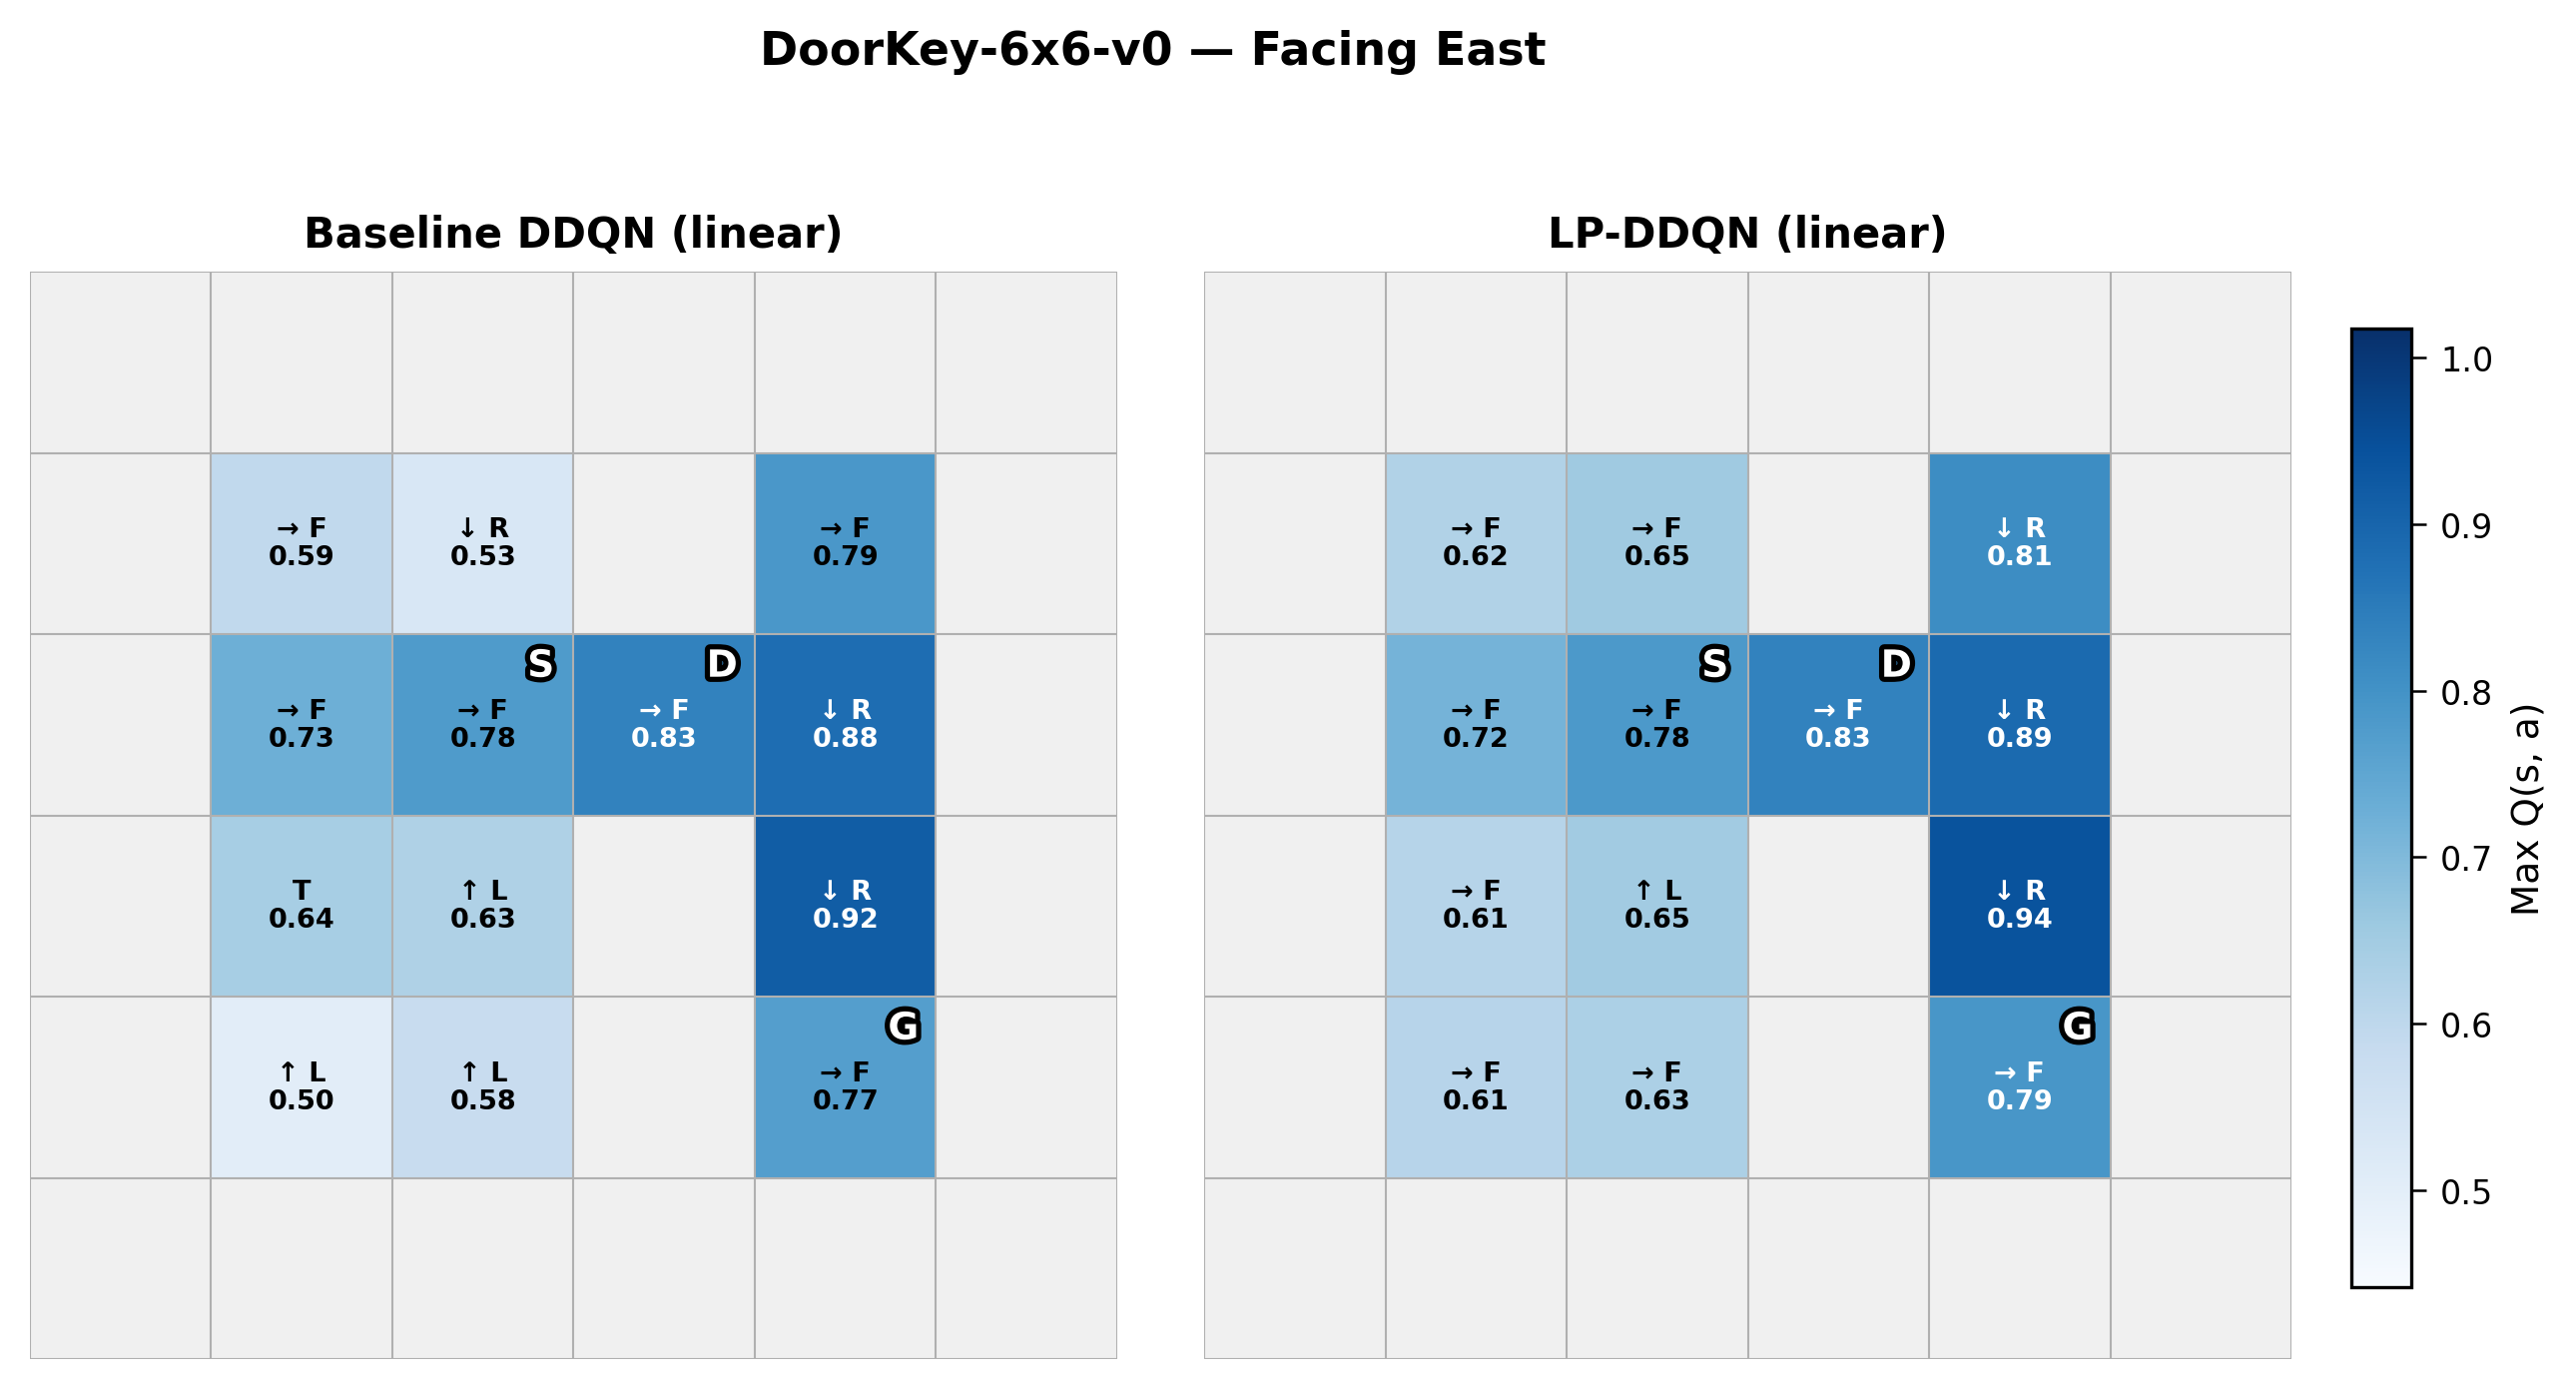 DoorKey-6x6-v0 — Facing East
Baseline DDQN (linear)
→ F
0.59
↓ R
0.53
→ F
0.79
→ F
0.73
S
→ F
0.78
D
→ F
0.83
↓ R
0.88
T
0.64
↑ L
0.63
↓ R
0.92
↑ L
0.50
↑ L
0.58
G
→ F
0.77
LP-DDQN (linear)
→ F
0.62
→ F
0.65
↓ R
0.81
→ F
0.72
S
→ F
0.78
D
→ F
0.83
↓ R
0.89
→ F
0.61
↑ L
0.65
↓ R
0.94
→ F
0.61
→ F
0.63
G
→ F
0.79
1.0
0.9
0.8
0.7
0.6
0.5
Max Q(s, a)